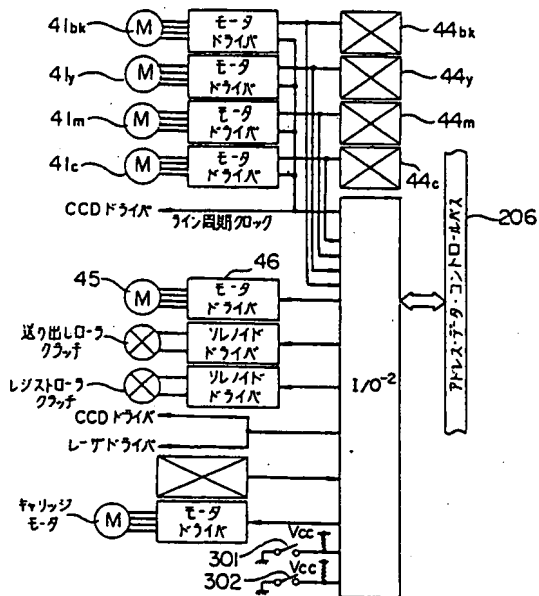 41bk
M
モータ
ドライバ
44bk
41y
M
モータ
ドライバ
44y
41m
M
モータ
ドライバ
44m
41c
M
モータ
ドライバ
44c
CCDドライバ
ライン同期クロック
206
アドレス・データ・コントロールバス
45
M
46
モータ
ドライバ
送り出しローラ
クラッチ
ソレノイド
ドライバ
レジストローラ
クラッチ
ソレノイド
ドライバ
I/O-2
CCDドライバ
レーザドライバ
キャリッジ
モータ
M
モータ
ドライバ
301
Vcc
302
Vcc